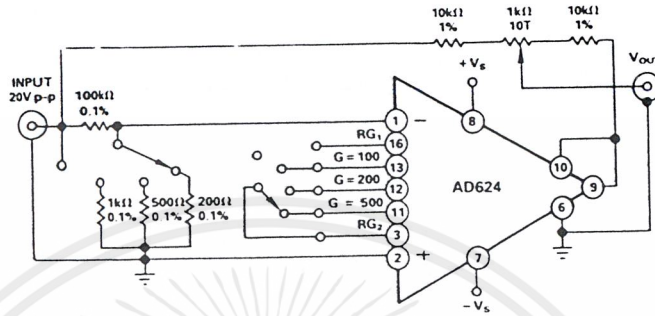 10kΩ
1%
1kΩ
10T
10kΩ
1%
INPUT
20V p-p
100kΩ
0.1%
+VS
VOUT
1
−
8
RG1
16
G = 100
13
G = 200
12
G = 500
11
RG2
3
2
+
AD624
10
9
6
7
1kΩ
0.1%
500Ω
0.1%
200Ω
0.1%
−VS